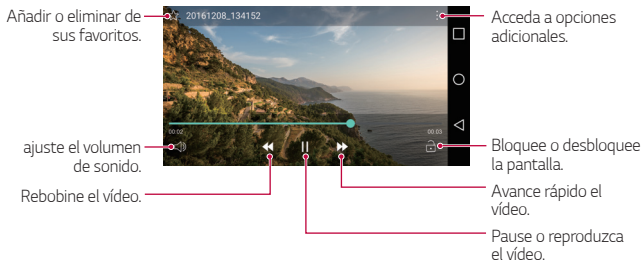 Añadir o eliminar de
sus favoritos.
20161208_134152
Acceda a opciones
adicionales.
00:02
00:03
ajuste el volumen
de sonido.
Rebobine el vídeo.
Bloquee o desbloquee
la pantalla.
Avance rápido el
vídeo.
Pause o reproduzca
el vídeo.